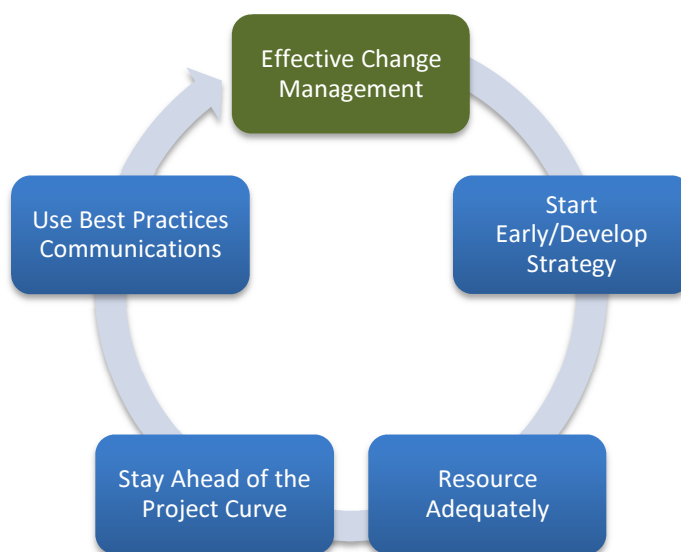 Effective Change
Management
Start
Early/Develop
Strategy
Resource
Adequately
Stay Ahead of the
Project Curve
Use Best Practices
Communications